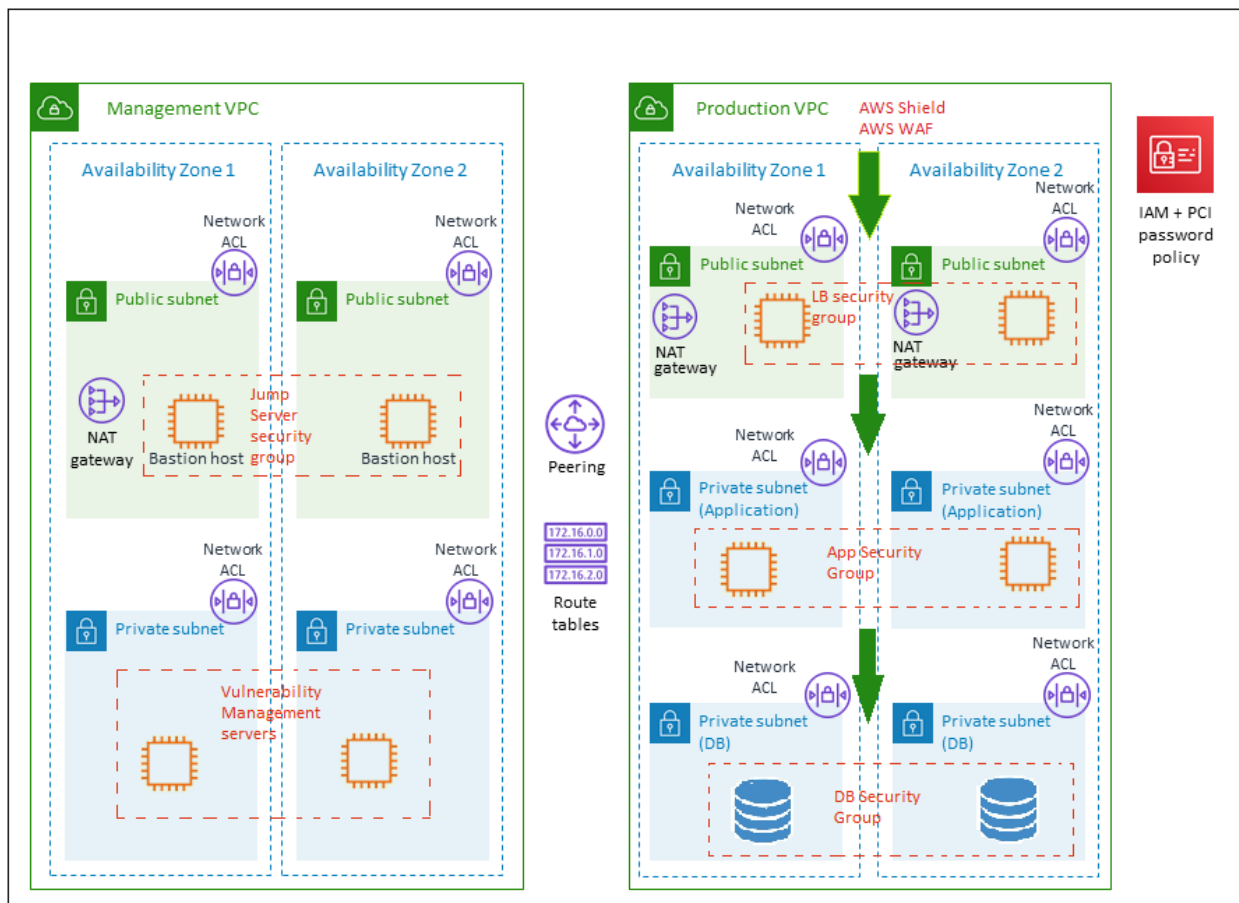 Management VPC
Availability Zone 1
Availability Zone 2
Network
ACL
Network
ACL
Public subnet
Public subnet
NAT
gateway
Jump
Server
security
group
Bastion host
Bastion host
Network
ACL
Network
ACL
Private subnet
Private subnet
Vulnerability
Management
servers
Peering
172.16.0.0
172.16.1.0
172.16.2.0
Route
tables
Production VPC
AWS Shield
AWS WAF
Availability Zone 1
Availability Zone 2
Network
ACL
Network
ACL
Public subnet
Public subnet
LB security
group
NAT
gateway
NAT
gateway
Network
ACL
Network
ACL
Private subnet
(Application)
Private subnet
(Application)
App Security
Group
Network
ACL
Network
ACL
Private subnet
(DB)
Private subnet
(DB)
DB Security
Group
IAM + PCI
password
policy